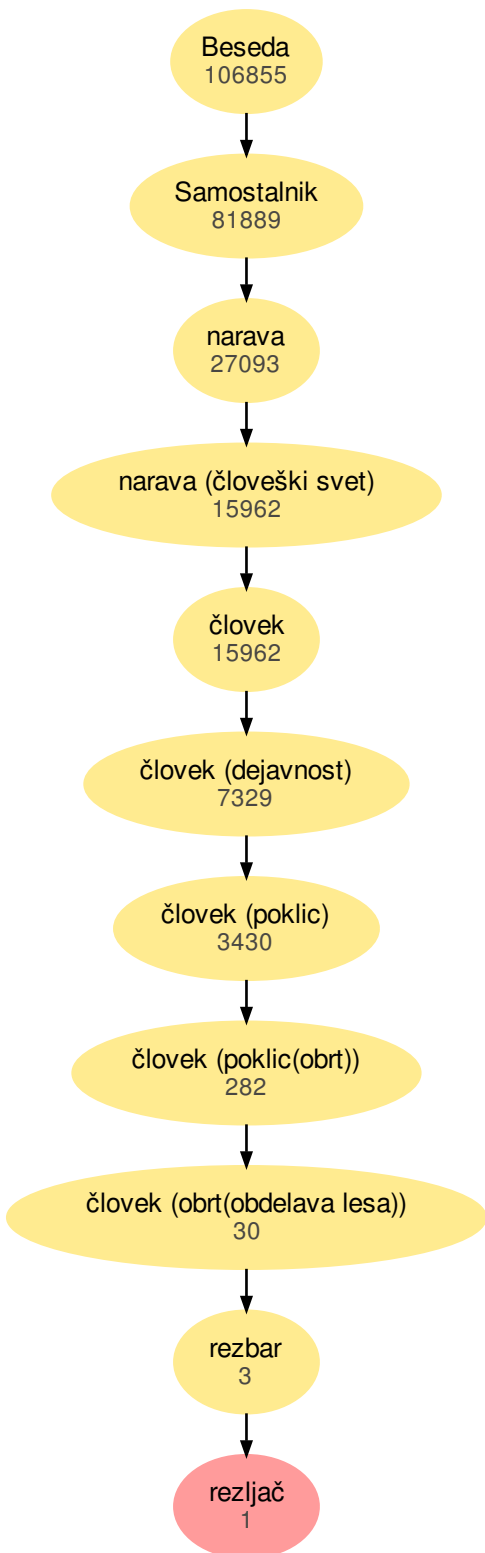 Beseda
106855
Samostalnik
81889
narava
27093
narava (človeški svet)
15962
človek
15962
človek (dejavnost)
7329
človek (poklic)
3430
človek (poklic(obrt))
282
človek (obrt(obdelava lesa))
30
rezbar
3
rezljač
1